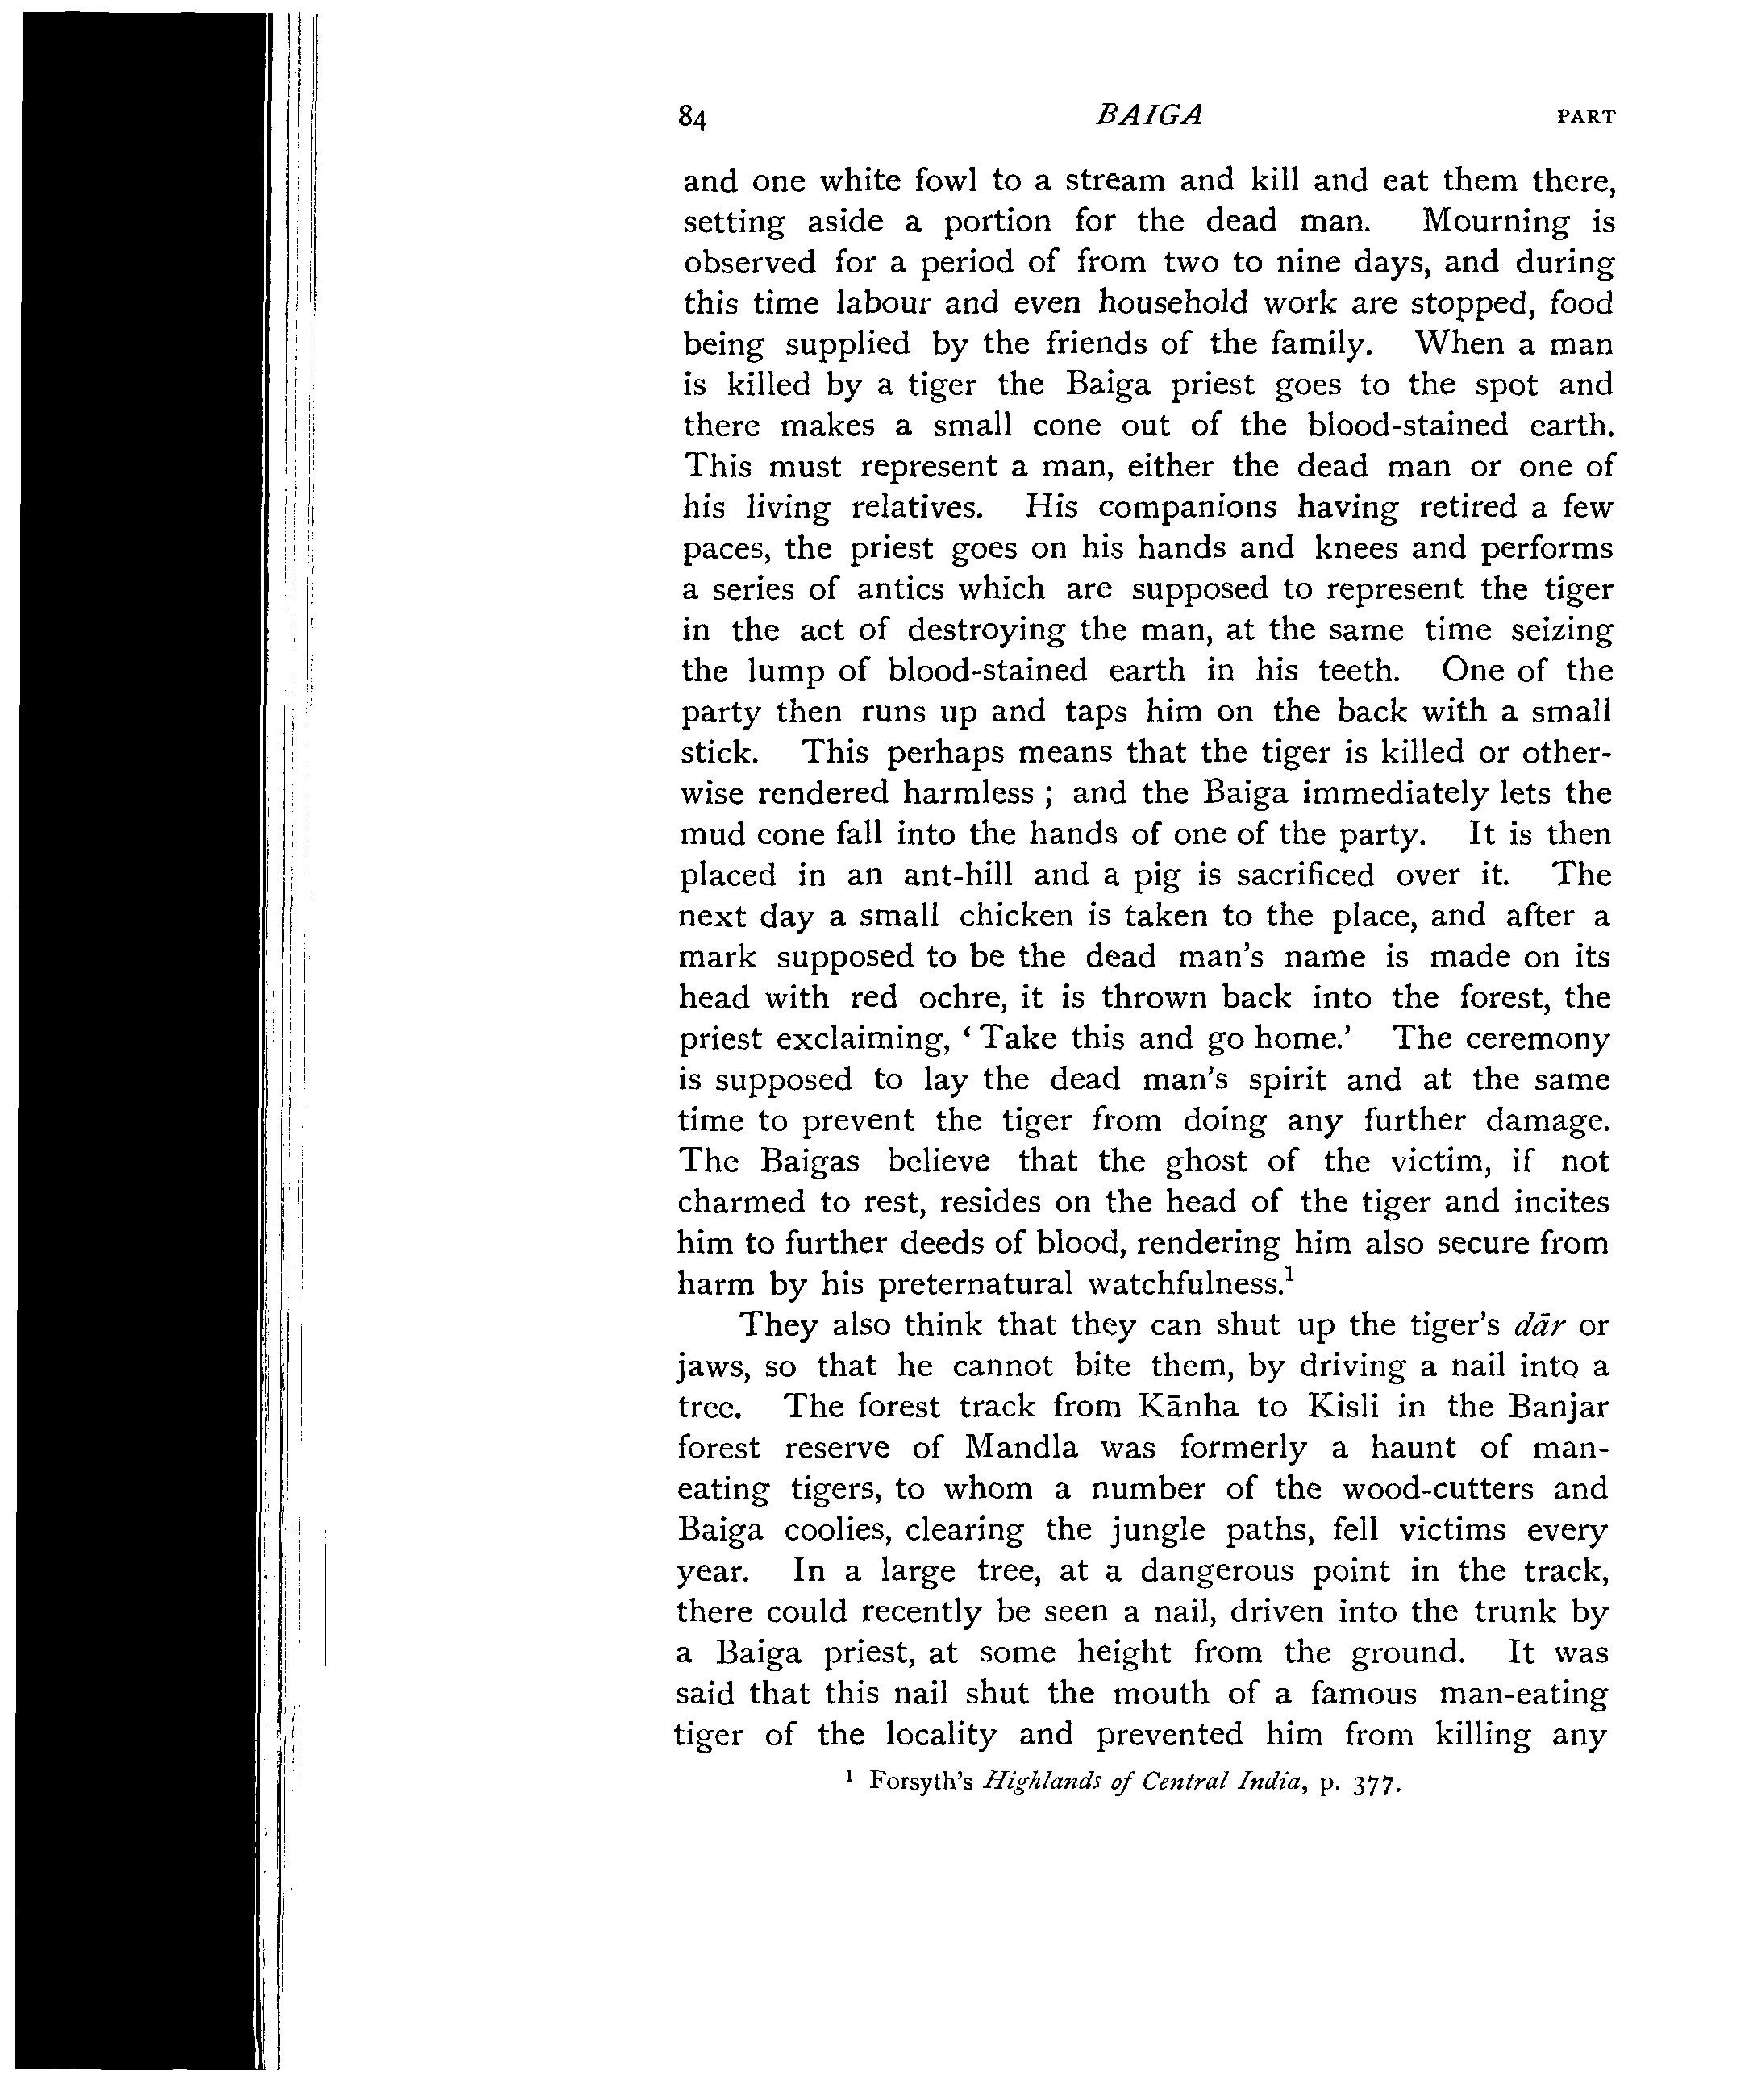 84 BAIGA PART
and one white fowl to a stream and kill and eat them there,
setting aside a portion for the dead man. Mourning is
observed for a period of from two to nine days, and during
this time labour and even household work are stopped, food
being supplied by the friends of the family. When a man
is killed by a tiger the Baiga priest goes to the spot and
there makes a small cone out of the blood-stained earth.
This must represent a man, either the dead man or one of
his living relatives. His companions having retired a few
paces, the priest goes on his hands and knees and performs
a series of antics which are supposed to represent the tiger
in the act of destroying the man, at the same time seizing
the lump of blood-stained earth in his teeth. One of the
party then runs up and taps him on the back with a small
stick. This perhaps means that the tiger is killed or other-
wise rendered harmless ; and the Baiga immediately lets the
mud cone fall into the hands of one of the party. It is then
placed in an ant-hill and a pig is sacrificed over it. The
next day a small chicken is taken to the place, and after a
mark supposed to be the dead man's name is made on its
head with red ochre, it is thrown back into the forest, the
priest exclaiming, ‘Take this and go home.’ The ceremony
is supposed to lay the dead man's spirit and at the same
time to prevent the tiger from doing any further damage.
The Baigas believe that the ghost of the victim, if not
charmed to rest, resides on the head of the tiger and incites
him to further deeds of blood, rendering him also secure from
harm by his preternatural watchfulness.¹
They also think that they can shut up the tiger's dār or
jaws, so that he cannot bite them, by driving a nail into a
tree. The forest track from Kānha to Kisli in the Banjar
forest reserve of Mandla was formerly a haunt of man-
eating tigers, to whom a number of the wood-cutters and
Baiga coolies, clearing the jungle paths, fell victims every
year. In a large tree, at a dangerous point in the track,
there could recently be seen a nail, driven into the trunk by
a Baiga priest, at some height from the ground. It was
said that this nail shut the mouth of a famous man-eating
tiger of the locality and prevented him from killing any
¹ Forsyth's Highlands of Central India, p. 377.